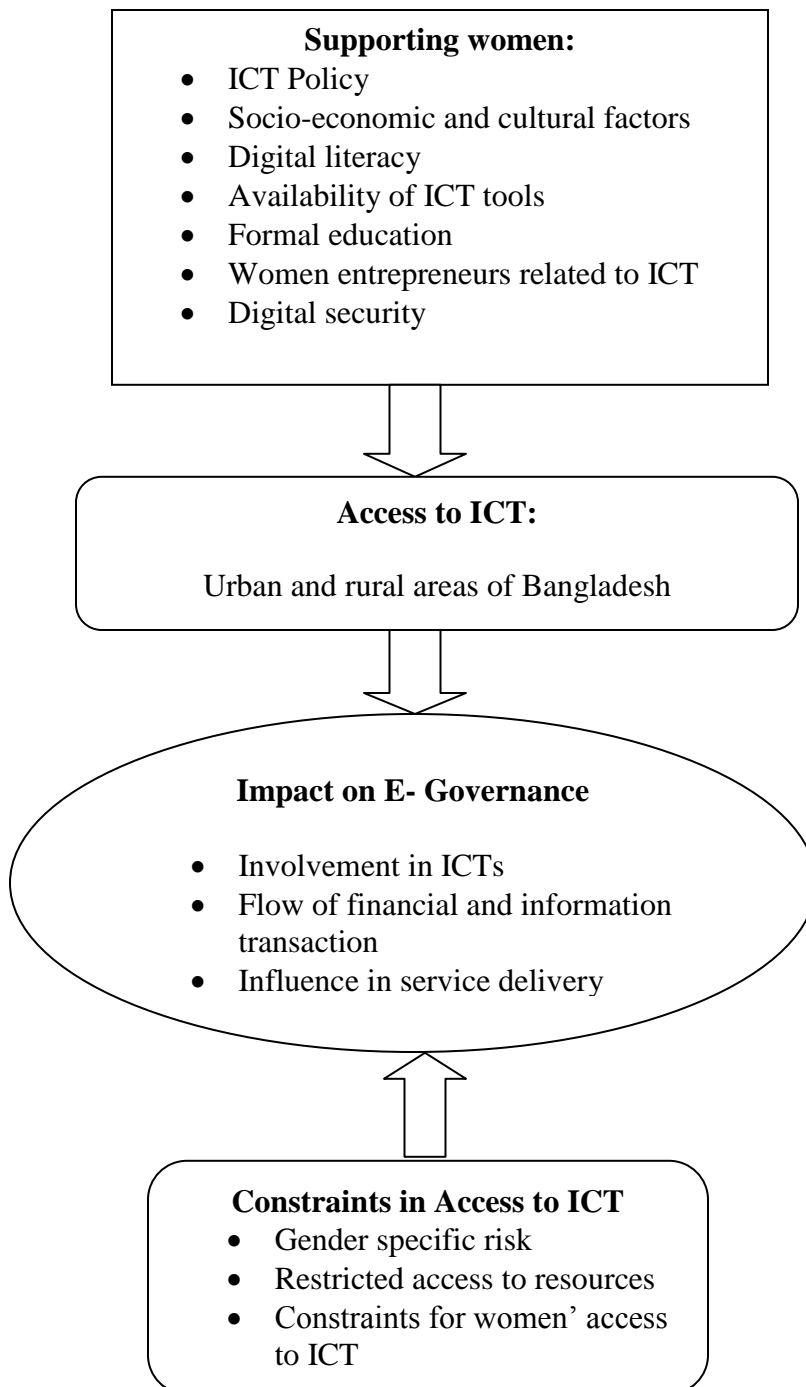 Supporting women:
• ICT Policy
• Socio-economic and cultural factors
• Digital literacy
• Availability of ICT tools
• Formal education
• Women entrepreneurs related to ICT
• Digital security
Access to ICT:
Urban and rural areas of Bangladesh
Impact on E- Governance
• Involvement in ICTs
• Flow of financial and information
transaction
• Influence in service delivery
Constraints in Access to ICT
• Gender specific risk
• Restricted access to resources
• Constraints for women’ access
to ICT